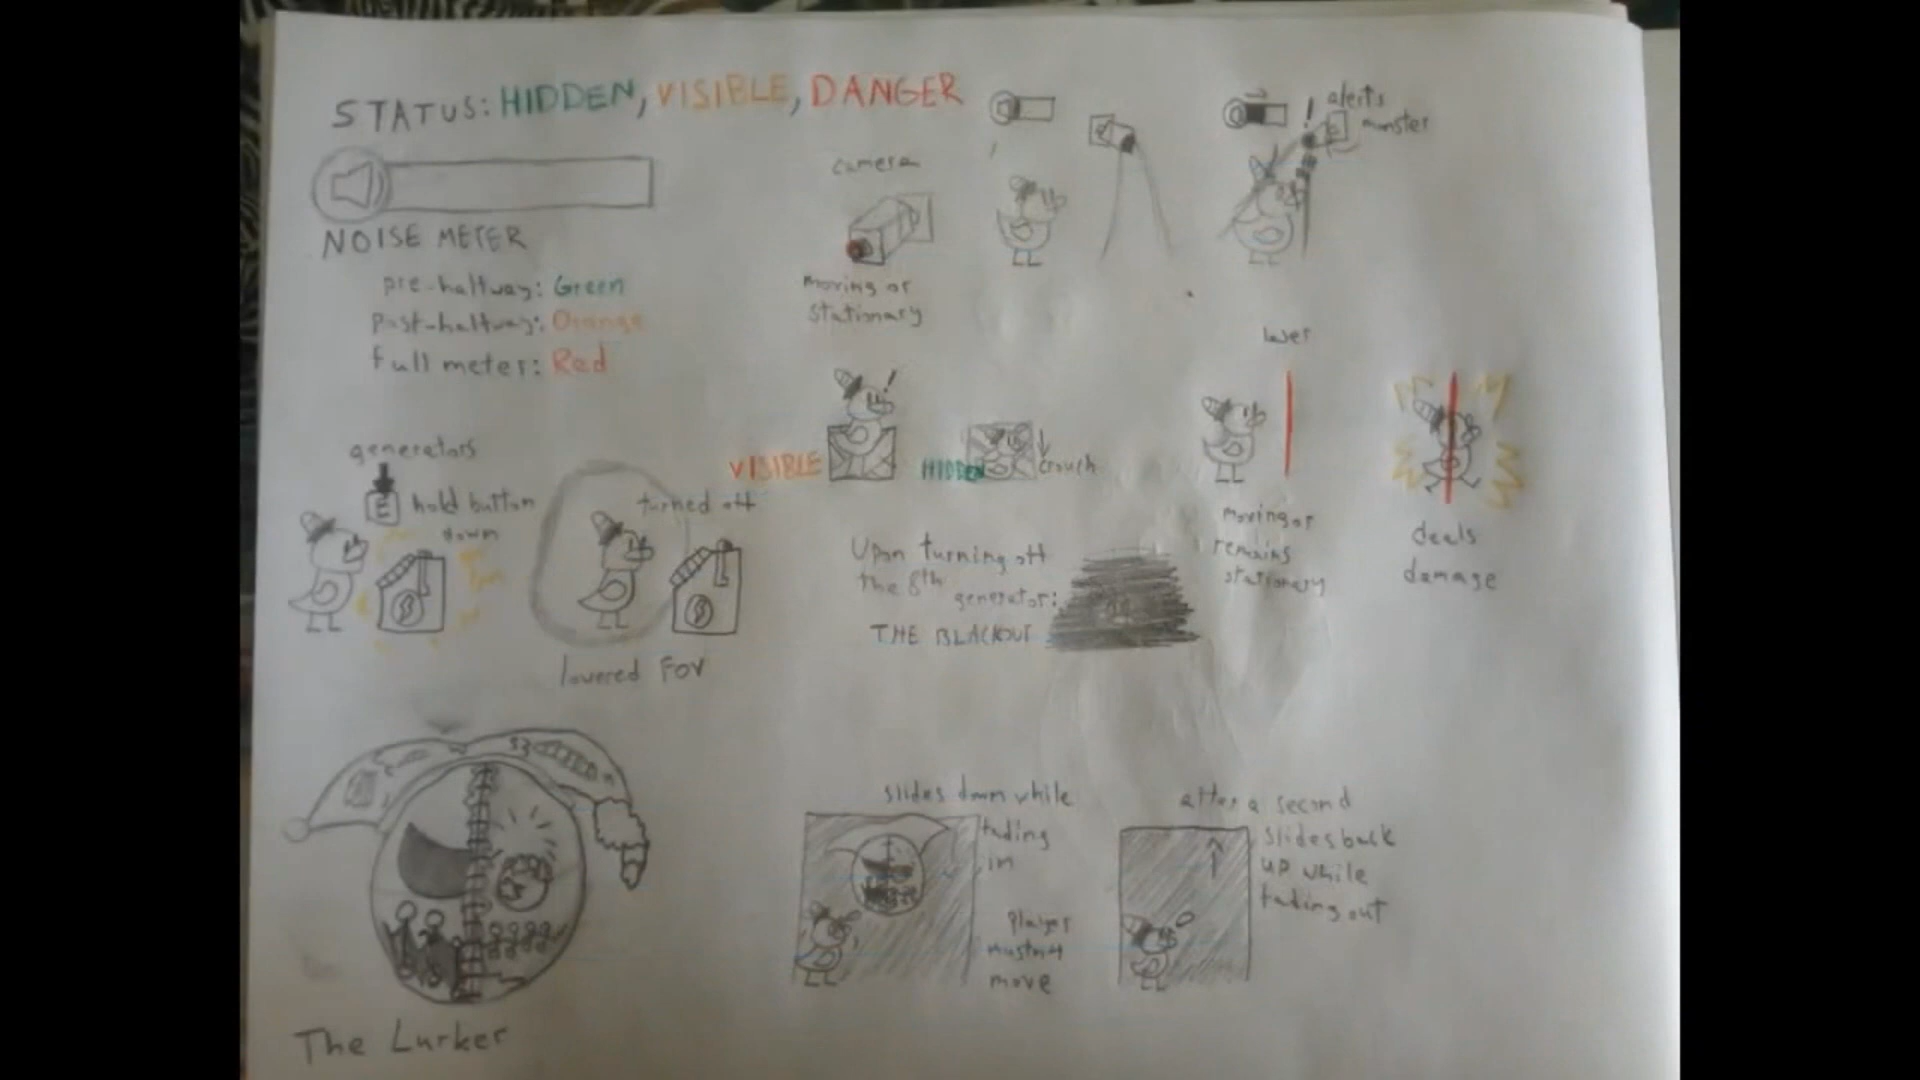 STATUS: HIDDEN, VISIBLE, DANGER
NOISE METER
pre-halfway: Green
past-halfway: Orange
full meter: Red
camera
moving or
stationary
!
alerts
monster
laser
moving or
remains
stationary
deals
damage
generators
E
hold button
down
turned off
lowered FOV
!
VISIBLE
HIDDEN
crouch
Upon turning off
the 8th
generator:
THE BLACKOUT
The Lurker
slides down while
fading
in
player
must not
move
after a second
slides back
up while
fading out